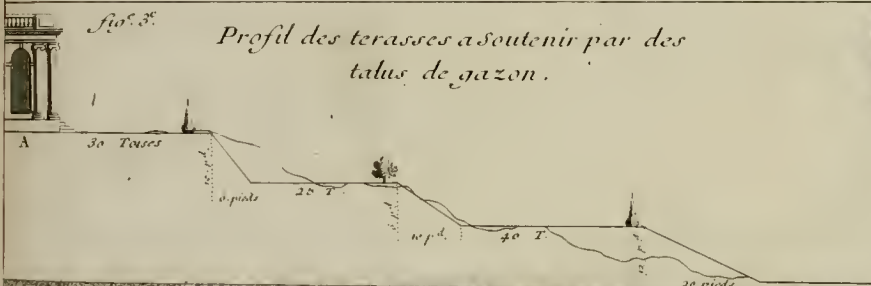 fig.e 3.e
Profil des terasses a Soutenir par des
talus de gazon.
A
30 Toises
6. pieds
20 T.
10 p.d.
40 T.
20 pieds